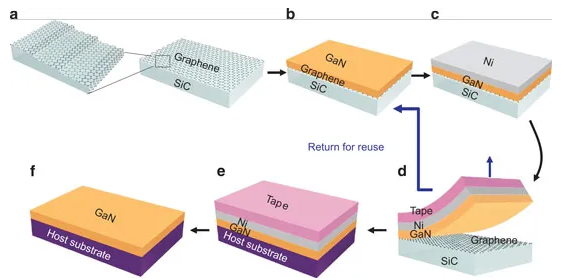 a
b
c
Graphene
SiC
GaN
Graphene
SiC
Ni
GaN
SiC
Return for reuse
f
e
d
GaN
Host substrate
Tape
Ni
GaN
Host substrate
Tape
Ni
GaN
Graphene
SiC